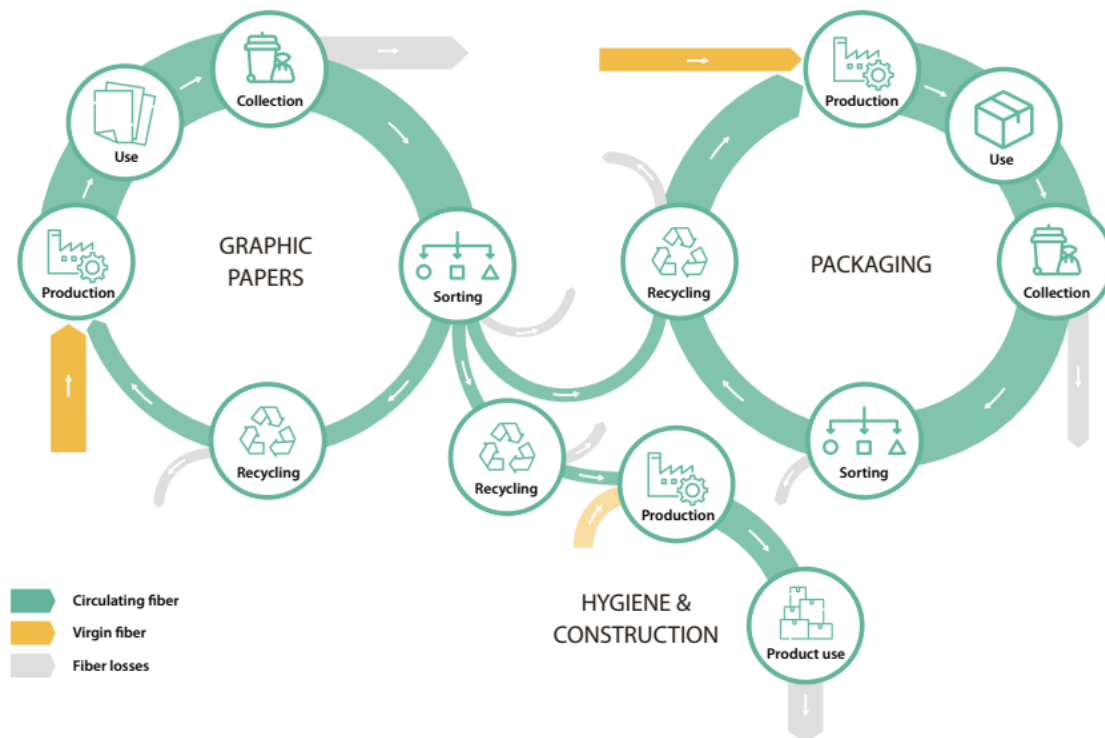 Collection
Production
Use
Use
Production
GRAPHIC
PAPERS
Sorting
Recycling
PACKAGING
Collection
Recycling
Recycling
Sorting
Production
HYGIENE &
CONSTRUCTION
Product use
Circulating fiber
Virgin fiber
Fiber losses